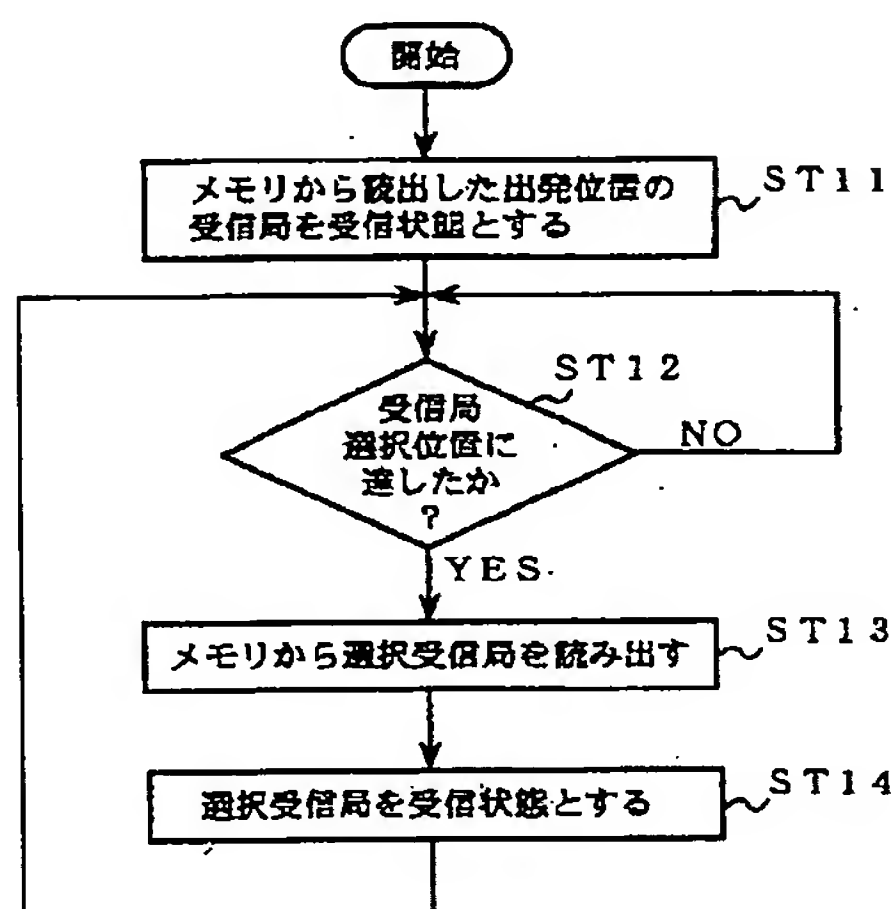 開始
メモリから読出した出発位置の
受信局を受信状態とする
ST11
受信局
選択位置に
達したか
?
ST12
NO
YES
メモリから選択受信局を読み出す
ST13
選択受信局を受信状態とする
ST14